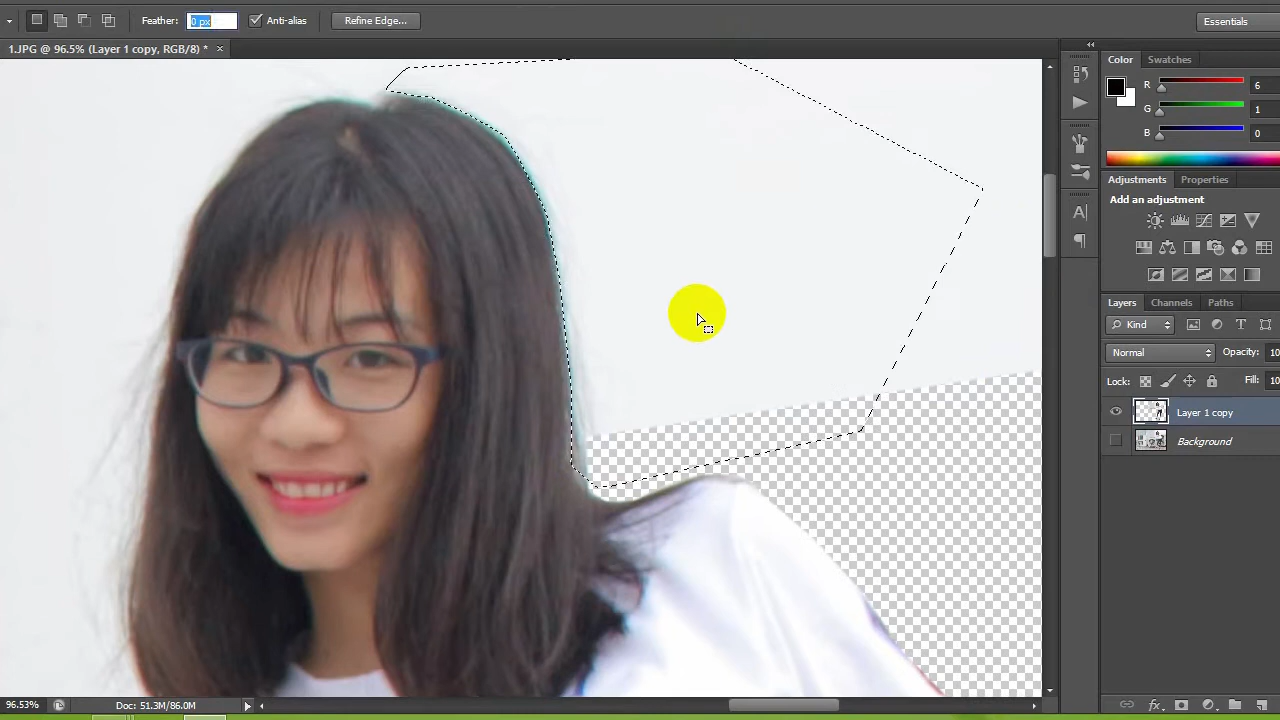 Feather: 0 px Anti-alias Refine Edge... Essentials
1.JPG @ 96.5% (Layer 1 copy, RGB/8) * ×
Color Swatches
R 6
G 1
B 0
Adjustments Properties
Add an adjustment
Layers Channels Paths
Kind T
Normal Opacity: 10
Lock: Fill: 10
Layer 1 copy
Background
96.53% Doc: 51.3M/86.0M
fx